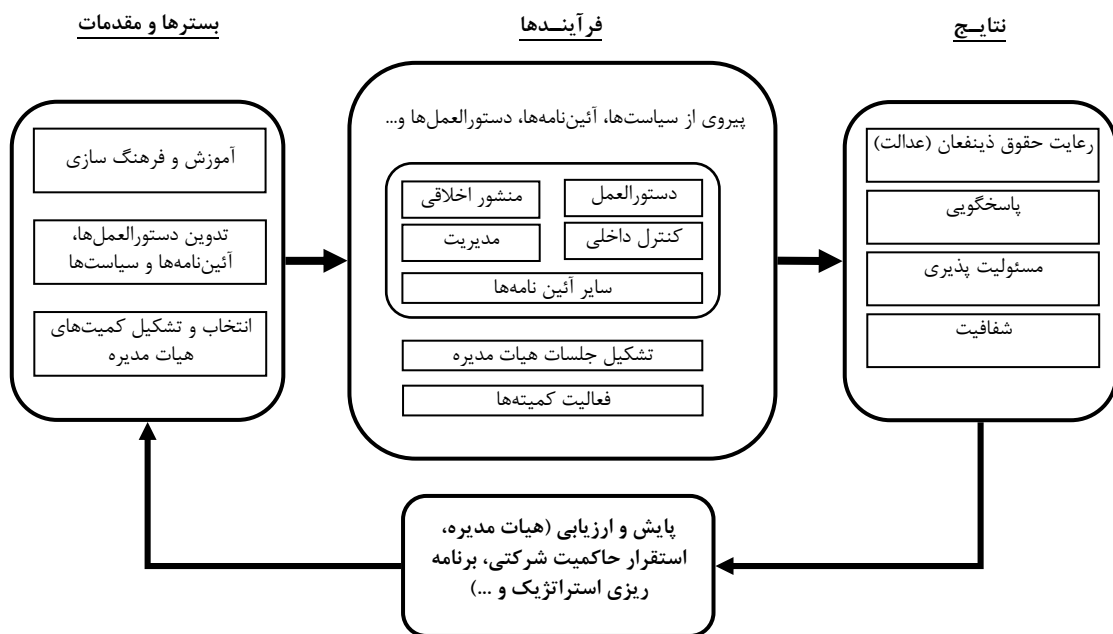 بسترها و مقدمات
فرآیندها
نتایج
آموزش و فرهنگ سازی
تدوین دستورالعمل‌ها،
آئین‌نامه‌ها و سیاست‌ها
انتخاب و تشکیل کمیت‌های
هیات مدیره
پیروی از سیاست‌ها، آئین‌نامه‌ها، دستورالعمل‌ها و...
منشور اخلاقی
دستورالعمل
مدیریت
کنترل داخلی
سایر آئین نامه‌ها
تشکیل جلسات هیات مدیره
فعالیت کمیته‌ها
رعایت حقوق ذینفعان (عدالت)
پاسخگویی
مسئولیت پذیری
شفافیت
پایش و ارزیابی (هیات مدیره،
استقرار حاکمیت شرکتی، برنامه
ریزی استراتژیک و ...)